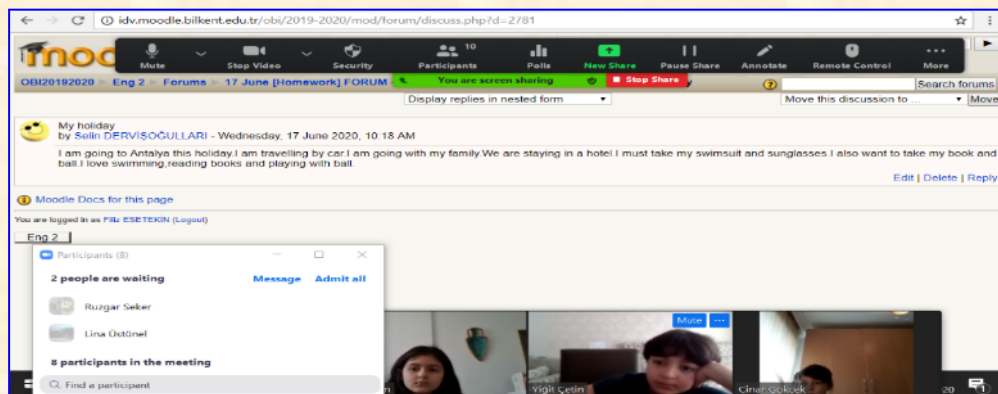 idv.moodle.bilkent.edu.tr/obi/2019-2020/mod/forum/discuss.php?d=2781
mood
Mute Stop Video Security Participants 10 Polls New Share Pause Share Annotate Remote Control More
OBI20192020 ► Eng 2 ► Forums ► 17 June [Homework] FORUM
You are screen sharing Stop Share
Search forums
Display replies in nested form
Move this discussion to ... Move
My holiday
by Selin DERVİŞOĞULLARI - Wednesday, 17 June 2020, 10:18 AM
I am going to Antalya this holiday.I am travelling by car.I am going with my family.We are staying in a hotel.I must take my swimsuit and sunglasses.I also want to take my book and
ball.I love swimming,reading books and playing with ball.
Edit | Delete | Reply
Moodle Docs for this page
You are logged in as Filiz ESETEKİN (Logout)
Eng 2
Participants (8)
2 people are waiting Message Admit all
Ruzgar Seker
Lina Üstünel
8 participants in the meeting
Find a participant
Mute ...
Yigit Çetin
Cinar Gokcek
20
1